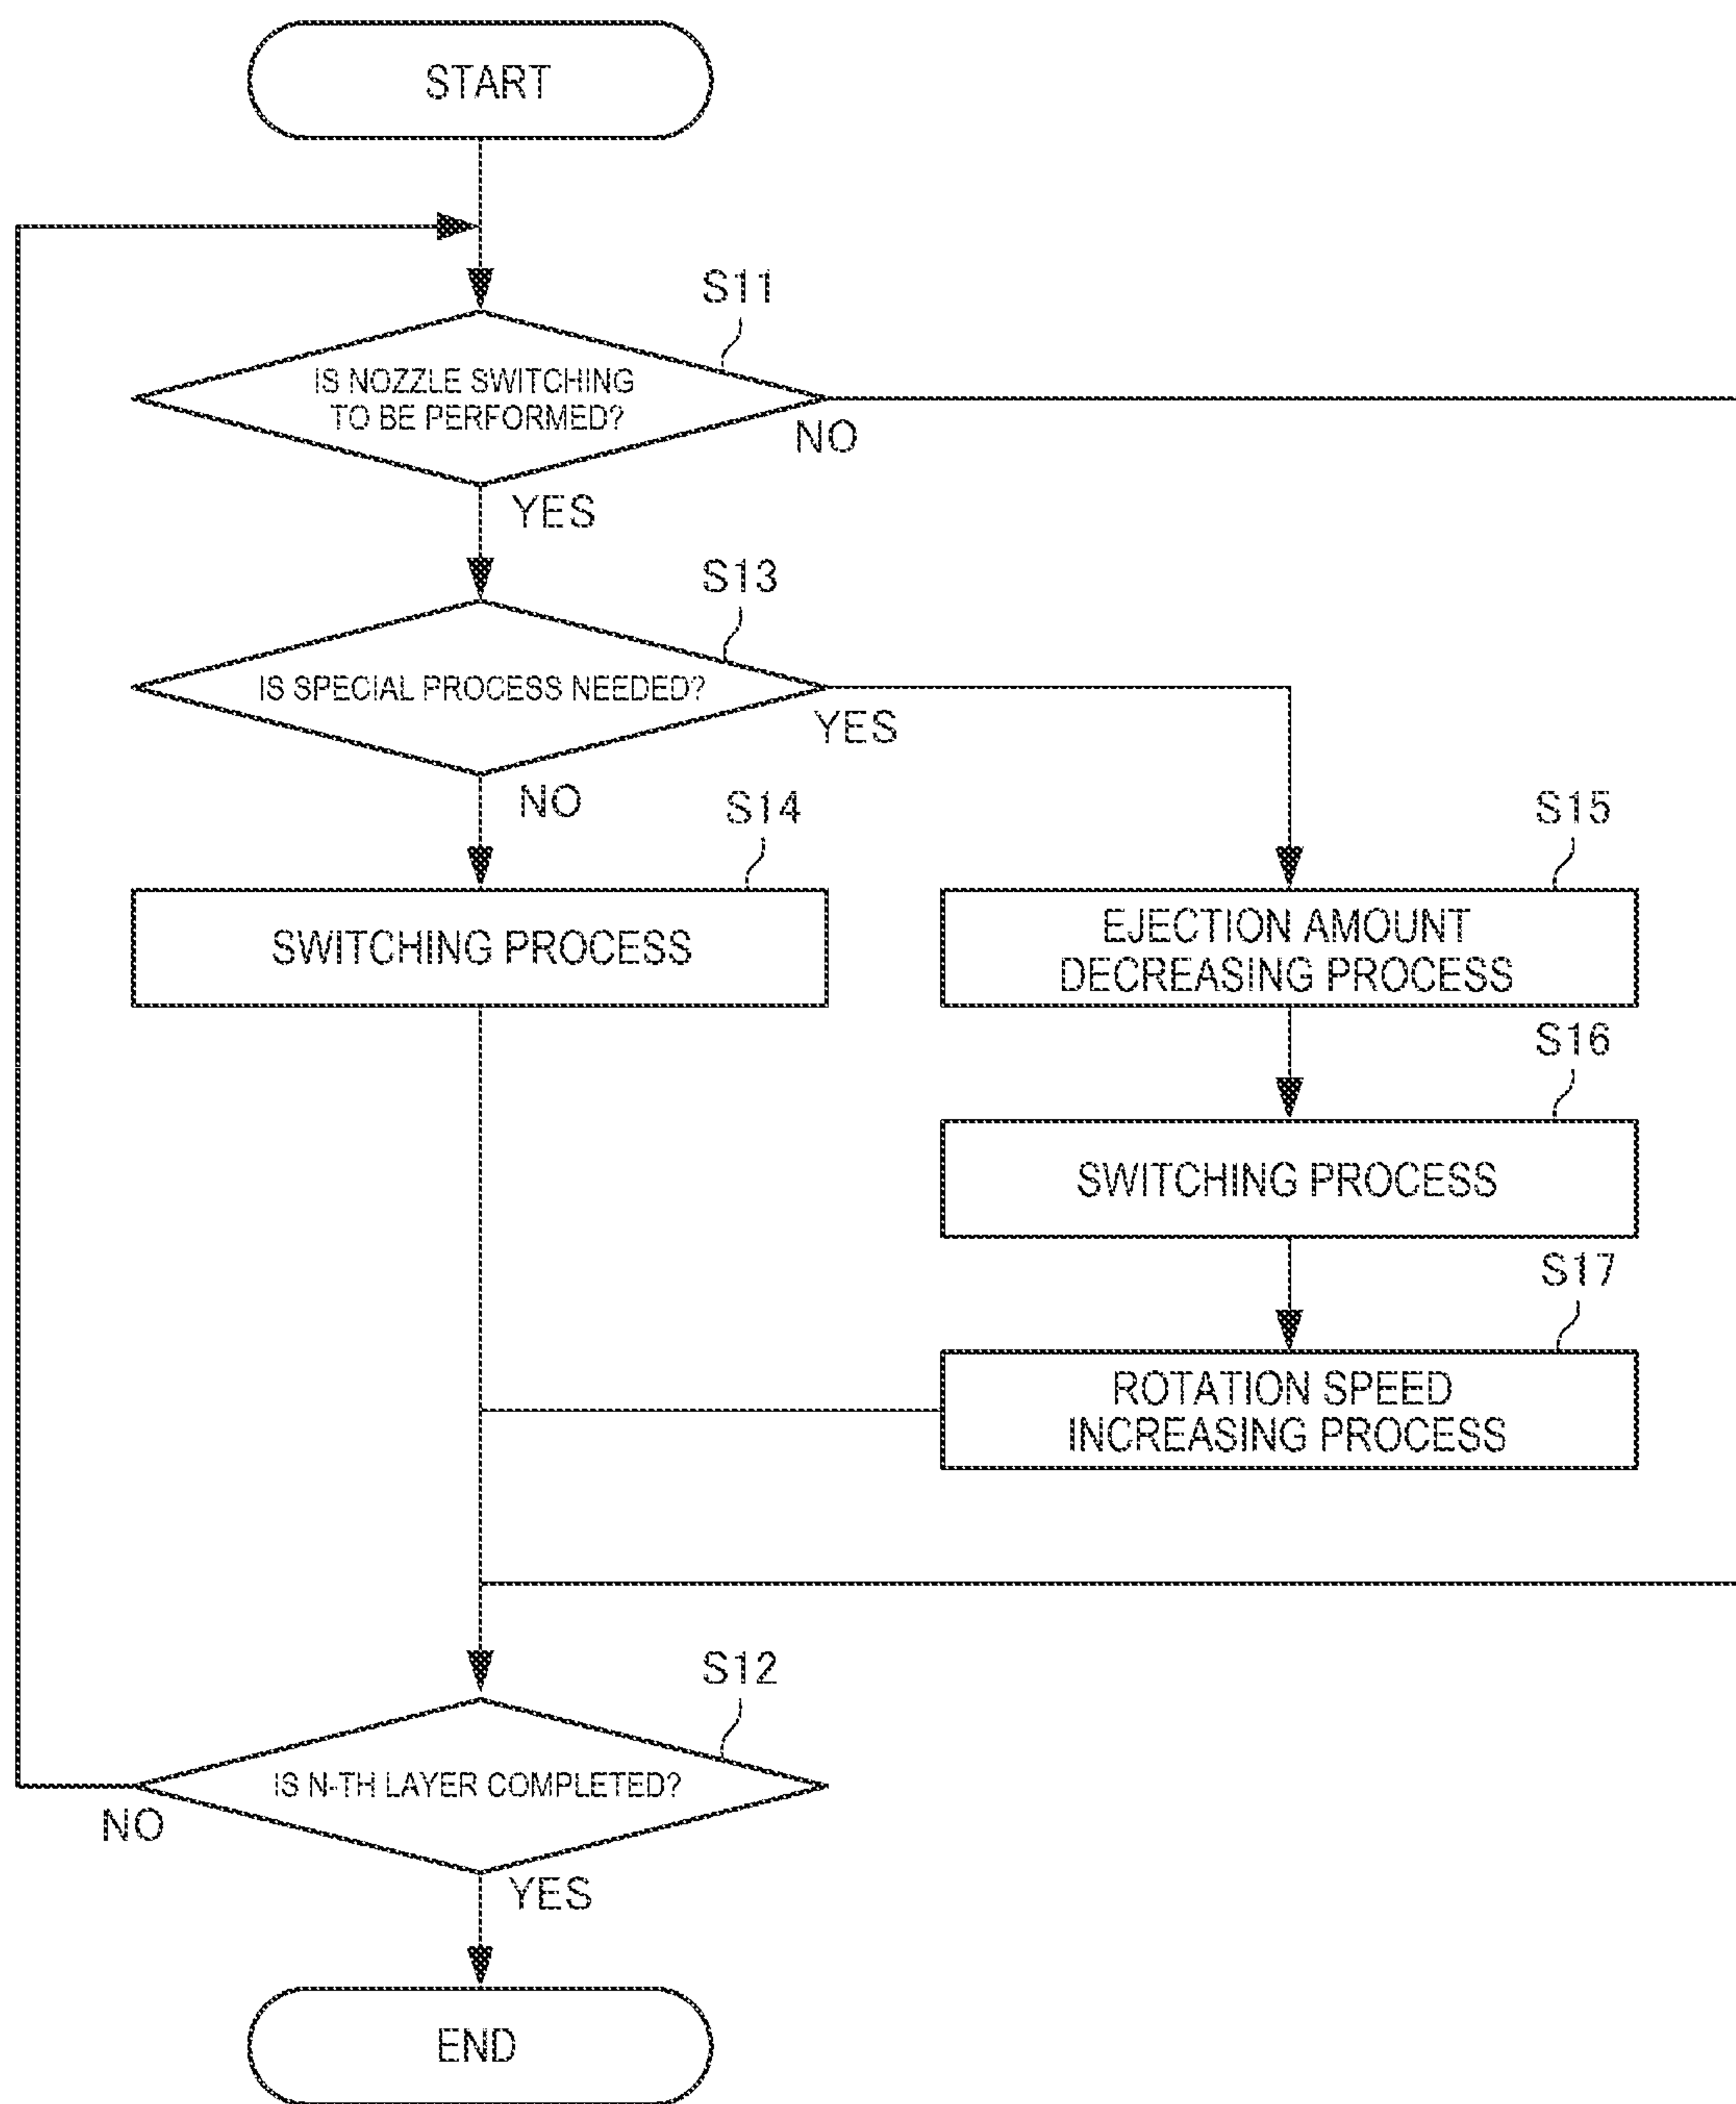 START
S11
IS NOZZLE SWITCHING
TO BE PERFORMED?
NO
YES
S13
IS SPECIAL PROCESS NEEDED?
YES
NO
S14
S15
SWITCHING PROCESS
EJECTION AMOUNT
DECREASING PROCESS
S16
SWITCHING PROCESS
S17
ROTATION SPEED
INCREASING PROCESS
S12
IS N-TH LAYER COMPLETED?
NO
YES
END